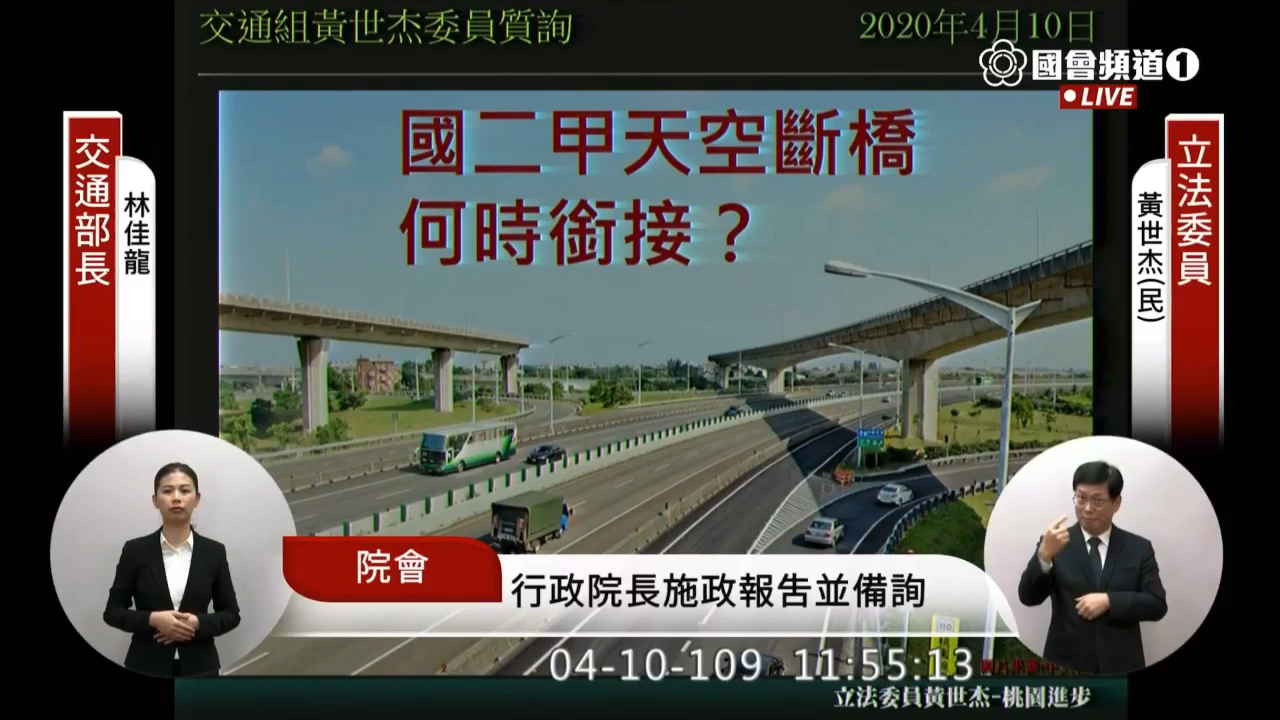 交通組黃世杰委員質詢
2020年4月10日
國會頻道1
LIVE
國二甲天空斷橋
何時銜接？
交通部長
林佳龍
立法委員
黃世杰(民)
院會
行政院長施政報告並備詢
04-10-109 11:55:13
立法委員黃世杰-桃園進步